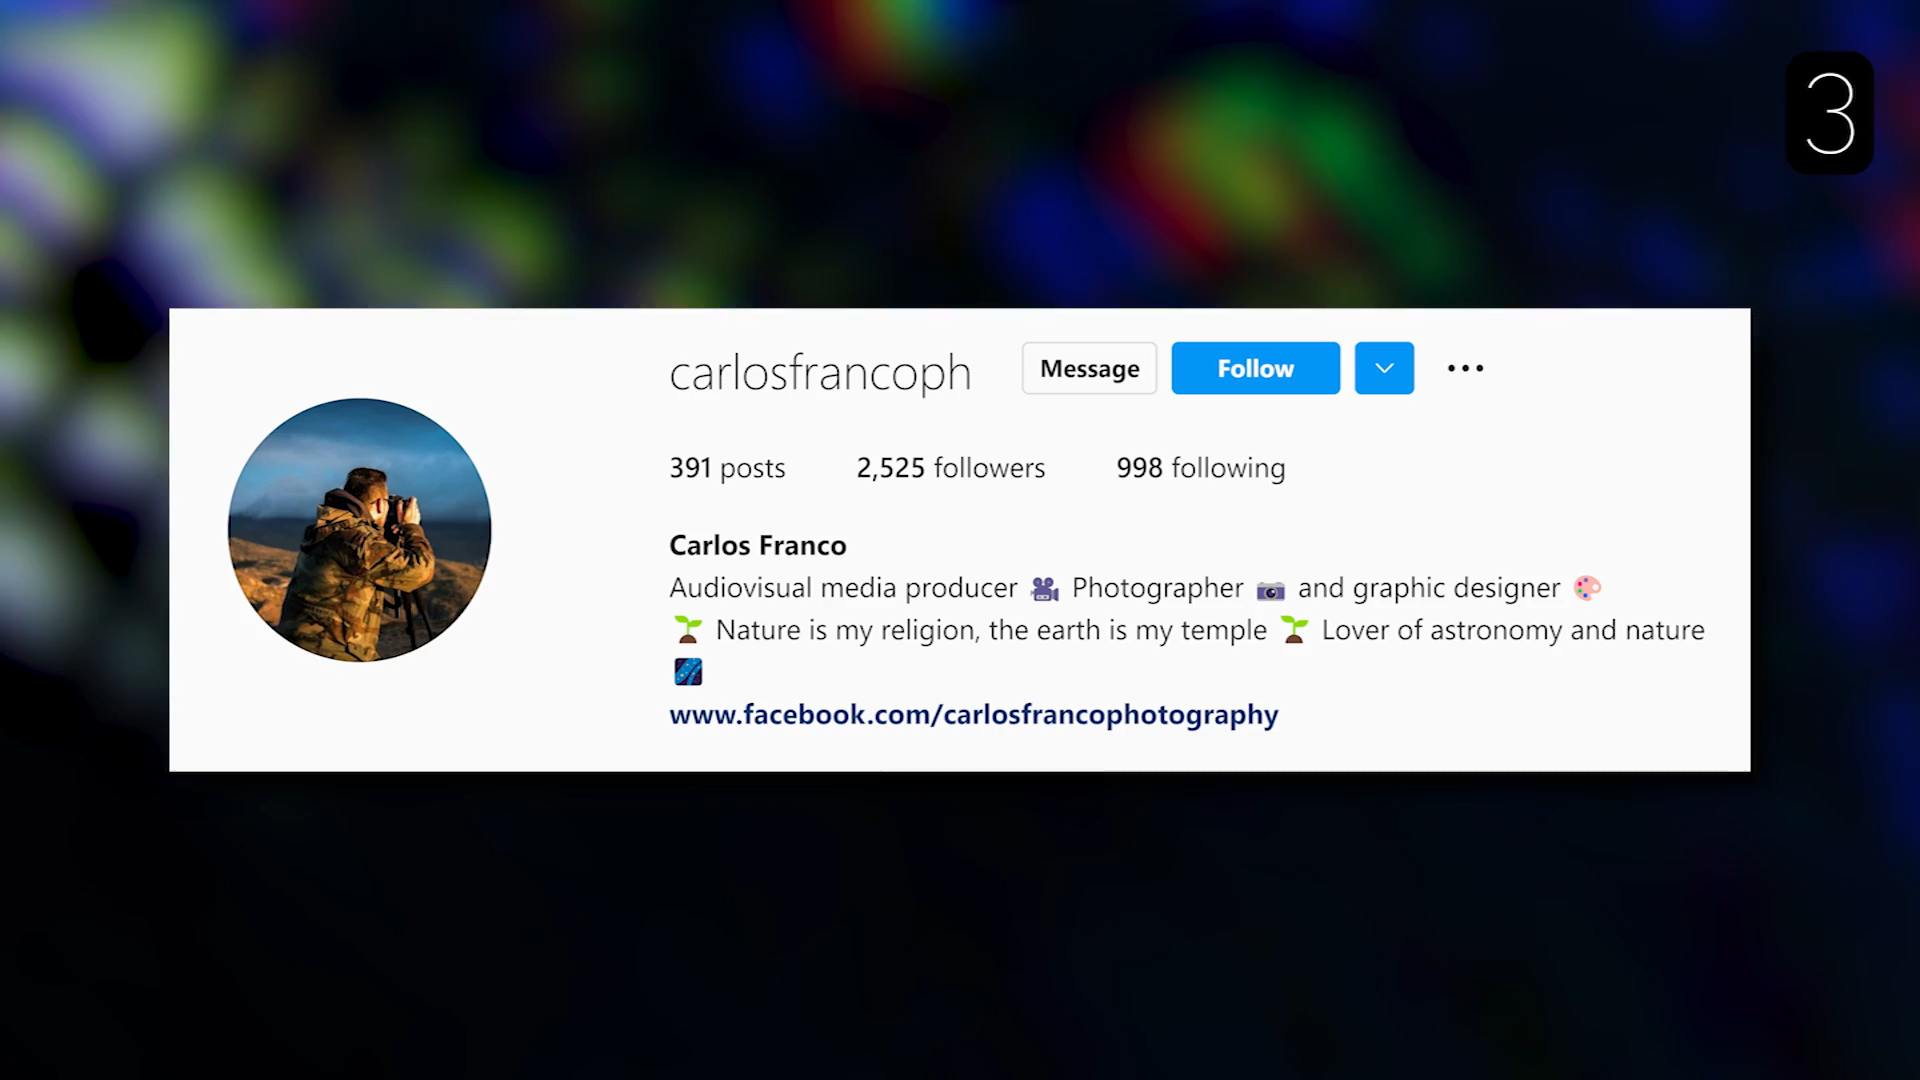 3
carlosfrancoph Message Follow
391 posts 2,525 followers 998 following
Carlos Franco
Audiovisual media producer 🎥 Photographer 📷 and graphic designer 🎨
🌱 Nature is my religion, the earth is my temple 🌱 Lover of astronomy and nature
🌌
www.facebook.com/carlosfrancophotography